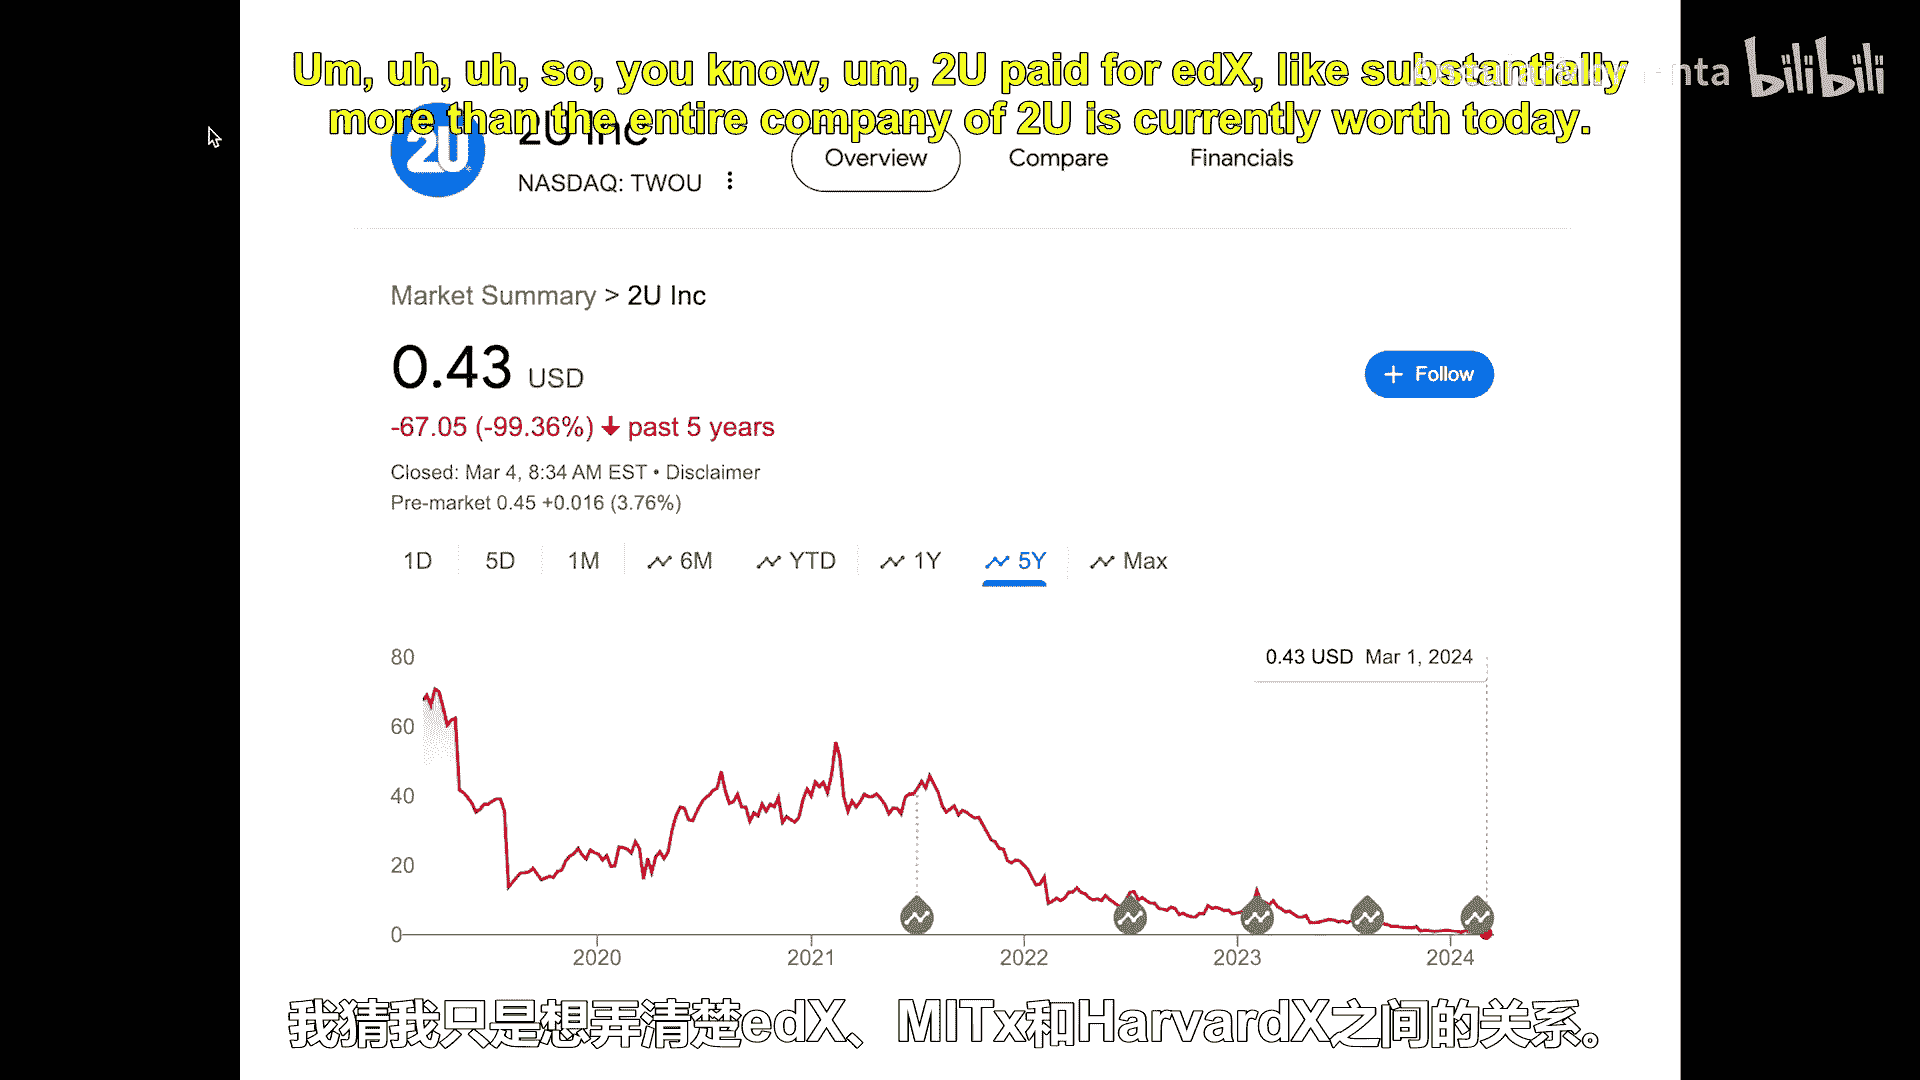 Um, uh, uh, so, you know, um, 2U paid for edX, like substantially
bilibili
more than the entire company of 2U is currently worth today.
2U
2U Inc
NASDAQ: TWOU
Overview
Compare
Financials
Market Summary > 2U Inc
0.43 USD
+ Follow
-67.05 (-99.36%) past 5 years
Closed: Mar 4, 8:34 AM EST • Disclaimer
Pre-market 0.45 +0.016 (3.76%)
1D 5D 1M 6M YTD 1Y 5Y Max
0.43 USD Mar 1, 2024
80
60
40
20
0
2020 2021 2022 2023 2024
我猜我只是想弄清楚edX、MITx和HarvardX之间的关系。